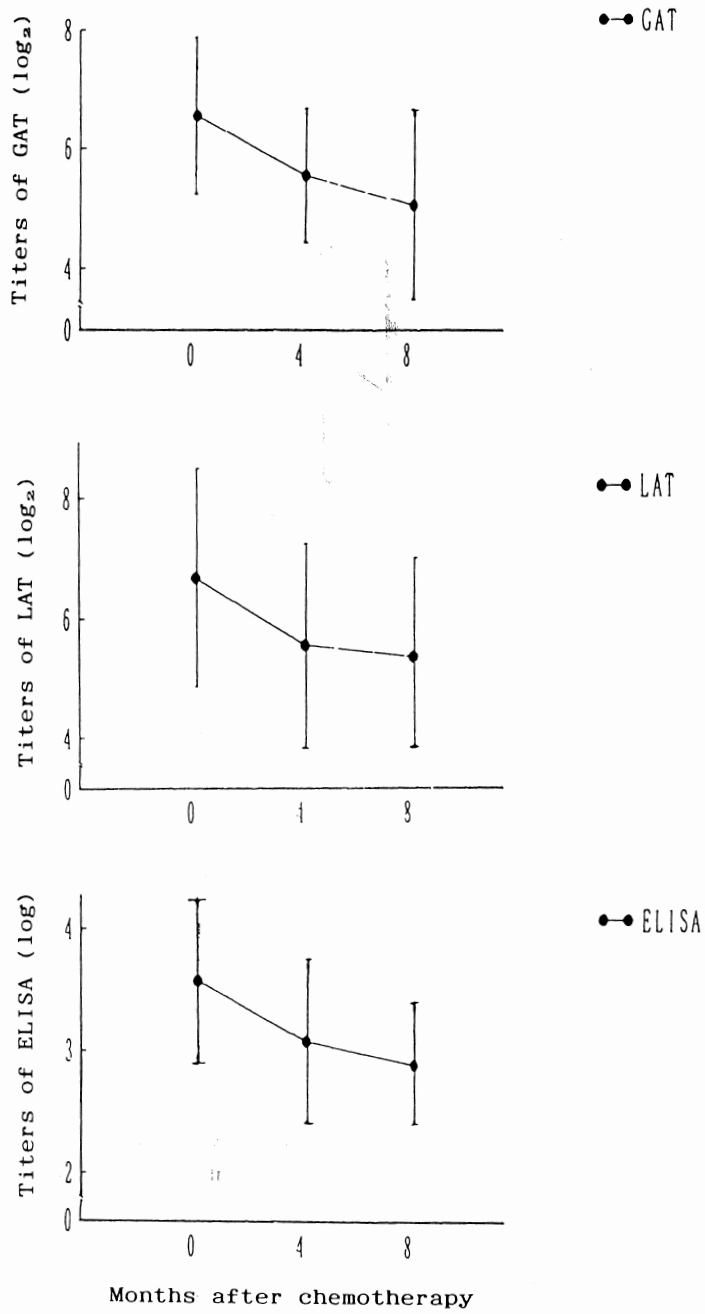 GAT
Titers of GAT (log₂)
8
6
4
0
0 4 8
LAT
Titers of LAT (log₂)
8
6
4
0
0 4 8
ELISA
Titers of ELISA (log)
4
3
2
0
0 4 8
Months after chemotherapy